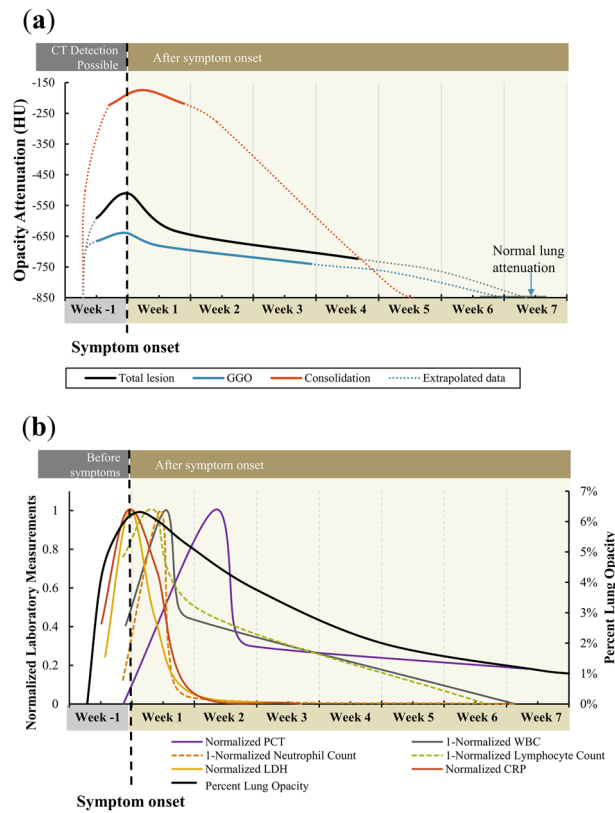 (a)
CT Detection
Possible
After symptom onset
Opacity Attenuation (HU)
-150
-250
-350
-450
-550
-650
-750
-850
Normal lung
attenuation
Week -1 Week 1 Week 2 Week 3 Week 4 Week 5 Week 6 Week 7
Symptom onset
Total lesion GGO Consolidation Extrapolated data
(b)
Before
symptoms
After symptom onset
Normalized Laboratory Measurements
1
0.8
0.6
0.4
0.2
0
7%
6%
5%
4%
3%
2%
1%
0%
Percent Lung Opacity
Week -1 Week 1 Week 2 Week 3 Week 4 Week 5 Week 6 Week 7
Normalized PCT 1-Normalized WBC
1-Normalized Neutrophil Count 1-Normalized Lymphocyte Count
Normalized LDH Normalized CRP
Percent Lung Opacity
Symptom onset